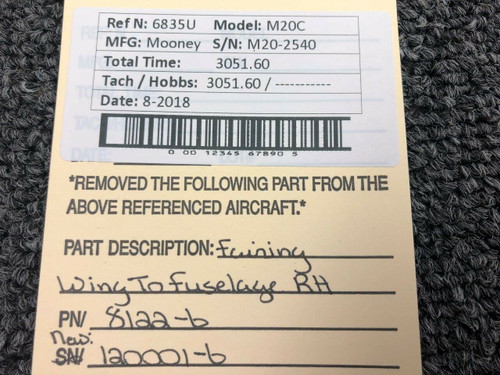 Ref N: 6835U Model: M20C
MFG: Mooney S/N: M20-2540
Total Time: 3051.60
Tach / Hobbs: 3051.60 / -----------
Date: 8-2018
0 00 12345 67890 5
*REMOVED THE FOLLOWING PART FROM THE
ABOVE REFERENCED AIRCRAFT.*
PART DESCRIPTION: Fairing
Wing To Fuselage RH
PN/ 8122-6
New:
SN# 120001-6